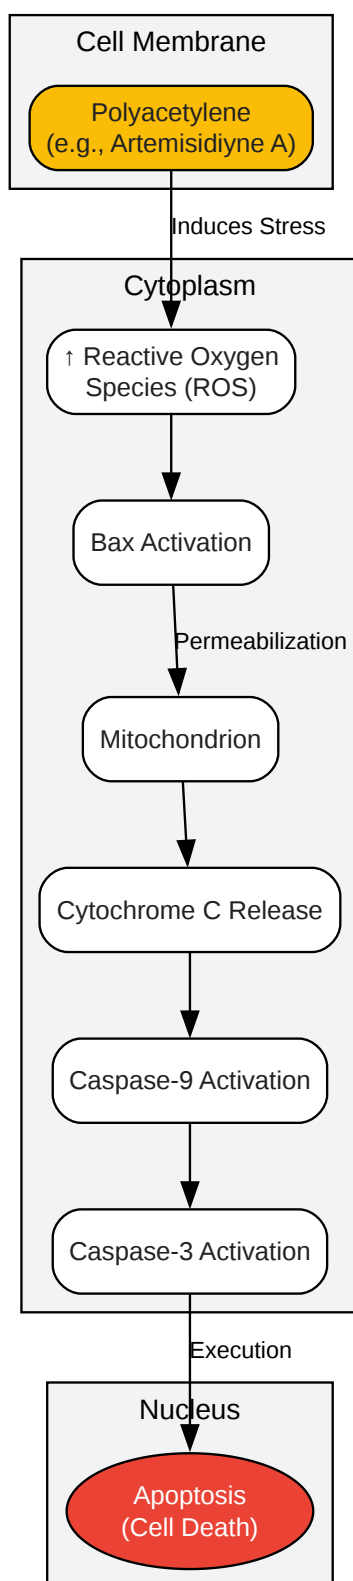 Cell Membrane
Polyacetylene
(e.g., Artemisidiyne A)
Induces Stress
Cytoplasm
↑ Reactive Oxygen
Species (ROS)
Bax Activation
Permeabilization
Mitochondrion
Cytochrome C Release
Caspase-9 Activation
Caspase-3 Activation
Execution
Nucleus
Apoptosis
(Cell Death)